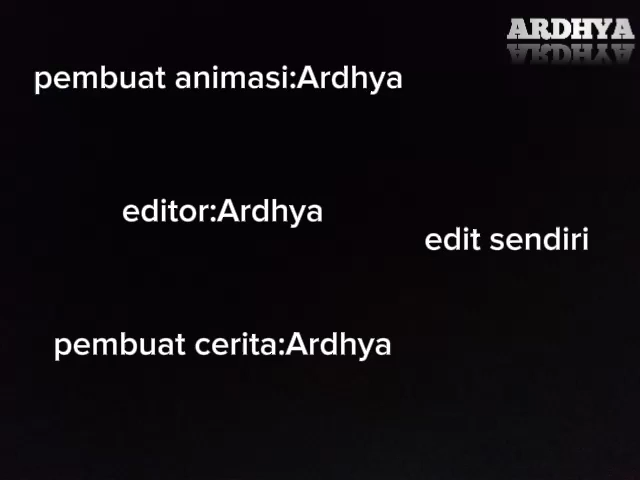 ARDHYA
pembuat animasi:Ardhya
editor:Ardhya
edit sendiri
pembuat cerita:Ardhya